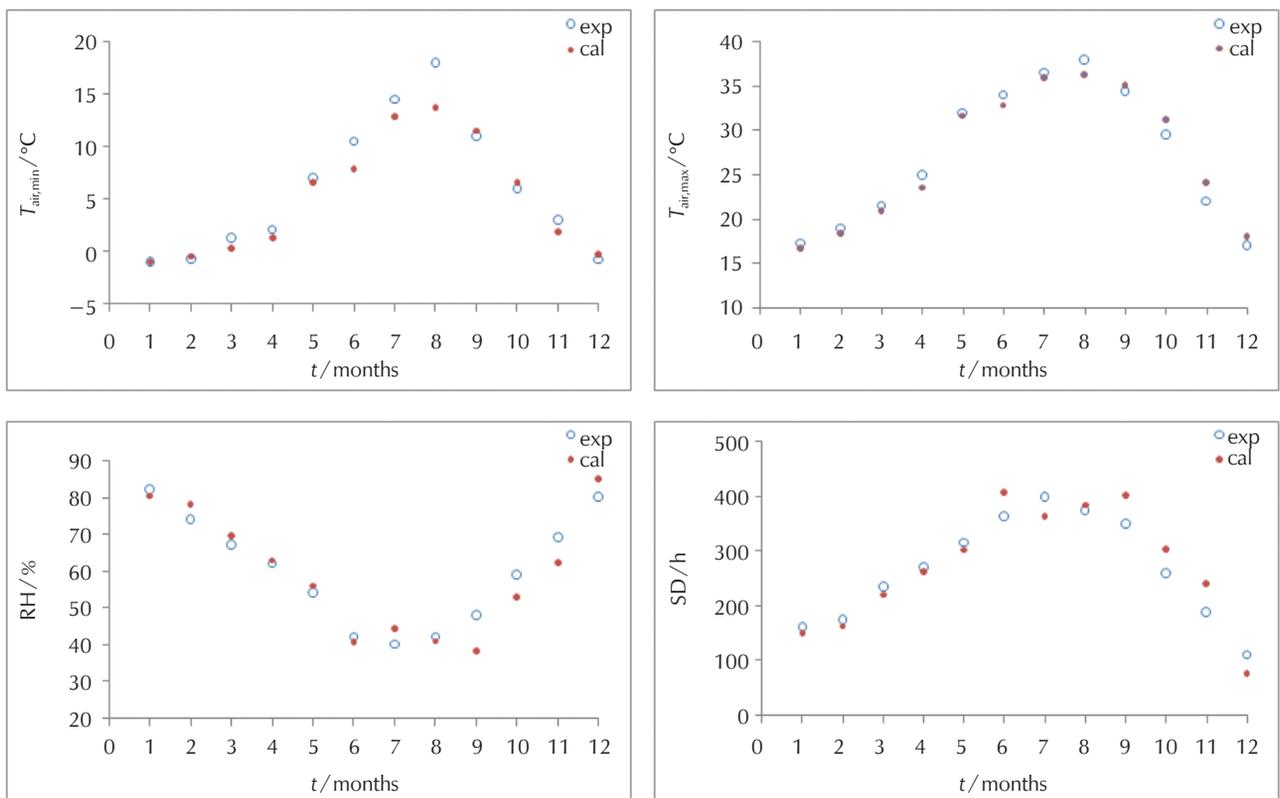 exp
cal
20
15
10
5
0
−5
T air,min / °C
0 1 2 3 4 5 6 7 8 9 10 11 12
t / months
exp
cal
40
35
30
25
20
15
10
T air,max / °C
0 1 2 3 4 5 6 7 8 9 10 11 12
t / months
exp
cal
90
80
70
60
50
40
30
20
RH / %
0 1 2 3 4 5 6 7 8 9 10 11 12
t / months
exp
cal
500
400
300
200
100
0
SD / h
0 1 2 3 4 5 6 7 8 9 10 11 12
t / months